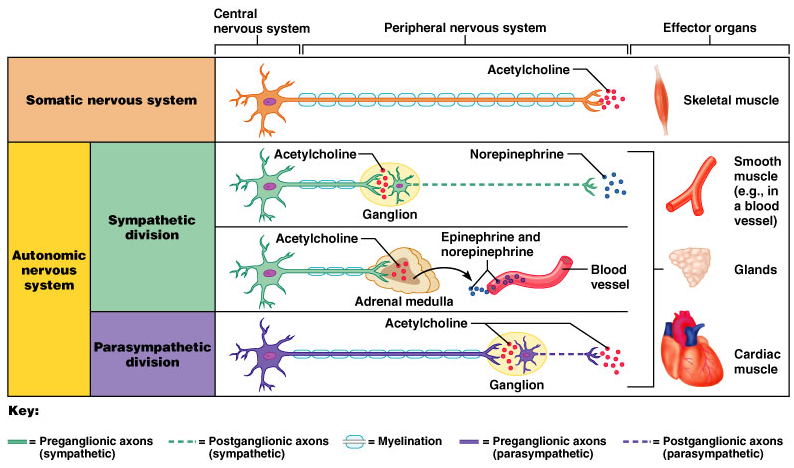 Central
nervous system
Peripheral nervous system
Effector organs
Somatic nervous system
Acetylcholine
Skeletal muscle
Autonomic
nervous
system
Sympathetic
division
Acetylcholine
Norepinephrine
Ganglion
Smooth
muscle
(e.g., in
a blood
vessel)
Acetylcholine
Epinephrine and
norepinephrine
Adrenal medulla
Blood
vessel
Glands
Parasympathetic
division
Acetylcholine
Ganglion
Cardiac
muscle
Key:
= Preganglionic axons
(sympathetic)
= Postganglionic axons
(sympathetic)
= Myelination
= Preganglionic axons
(parasympathetic)
= Postganglionic axons
(parasympathetic)